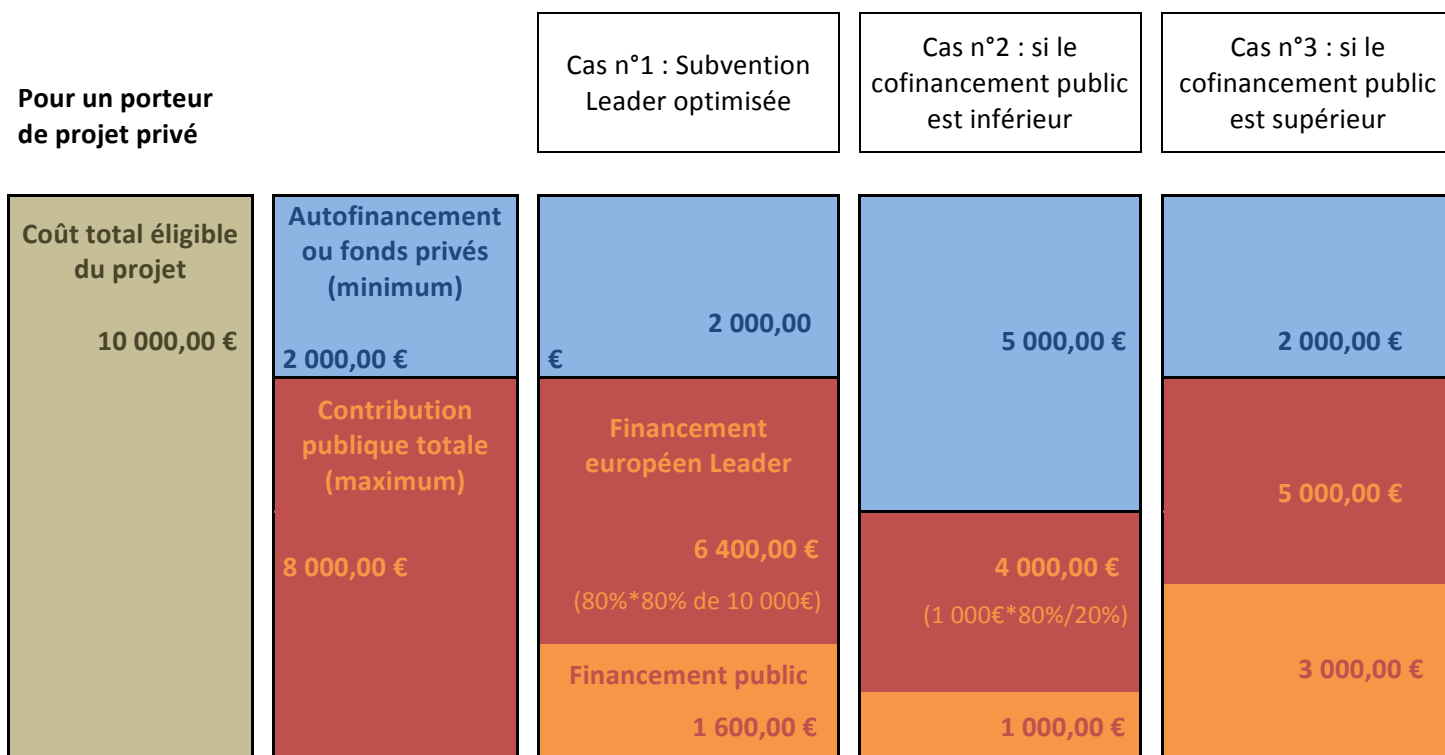 Pour un porteur
de projet privé
Cas n°1 : Subvention
Leader optimisée
Cas n°2 : si le
cofinancement public
est inférieur
Cas n°3 : si le
cofinancement public
est supérieur
Coût total éligible
du projet
10 000,00 €
Autofinancement
ou fonds privés
(minimum)
2 000,00 €
Contribution
publique totale
(maximum)
8 000,00 €
2 000,00
€
Financement
européen Leader
6 400,00 €
(80%*80% de 10 000€)
Financement public
1 600,00 €
5 000,00 €
4 000,00 €
(1 000€*80%/20%)
1 000,00 €
2 000,00 €
5 000,00 €
3 000,00 €